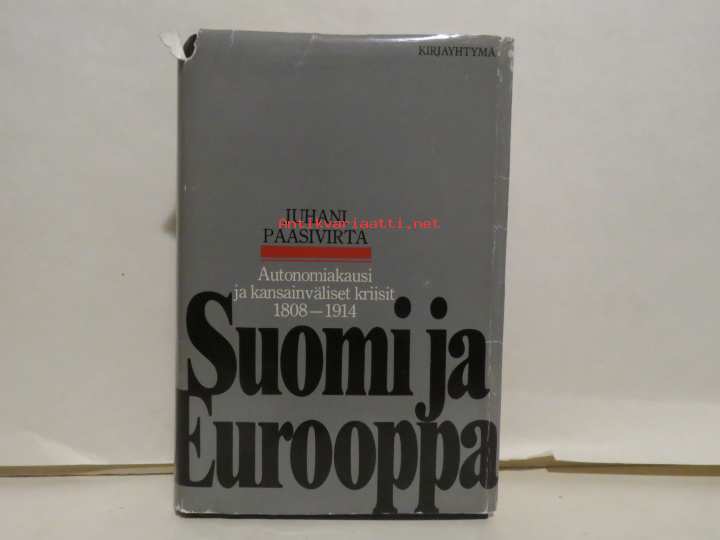 KIRJAYHTYMÄ
JUHANI
Antikvariaatti.net
PAASIVIRTA
Autonomiakausi
ja kansainväliset kriisit
1808—1914
Suomi ja
Eurooppa